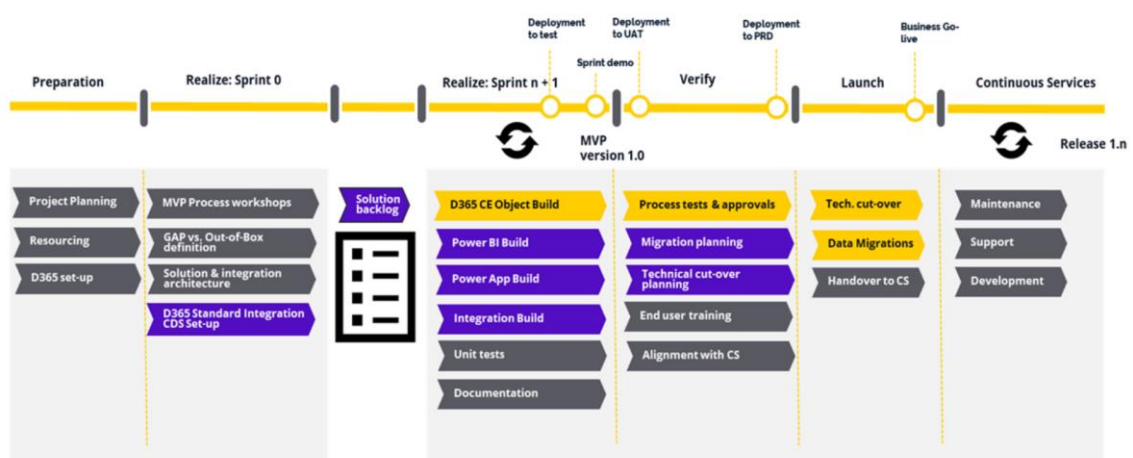 Deployment
to test
Deployment
to UAT
Deployment
to PRD
Business Go-
live
Sprint demo
Preparation
Realize: Sprint 0
Realize: Sprint n + 1
Verify
Launch
Continuous Services
MVP
version 1.0
Release 1.n
Project Planning
Resourcing
D365 set-up
MVP Process workshops
GAP vs. Out-of-Box
definition
Solution & integration
architecture
D365 Standard Integration
CDS Set-up
Solution
backlog
D365 CE Object Build
Power BI Build
Power App Build
Integration Build
Unit tests
Documentation
Process tests & approvals
Migration planning
Technical cut-over
planning
End user training
Alignment with CS
Tech. cut-over
Data Migrations
Handover to CS
Maintenance
Support
Development